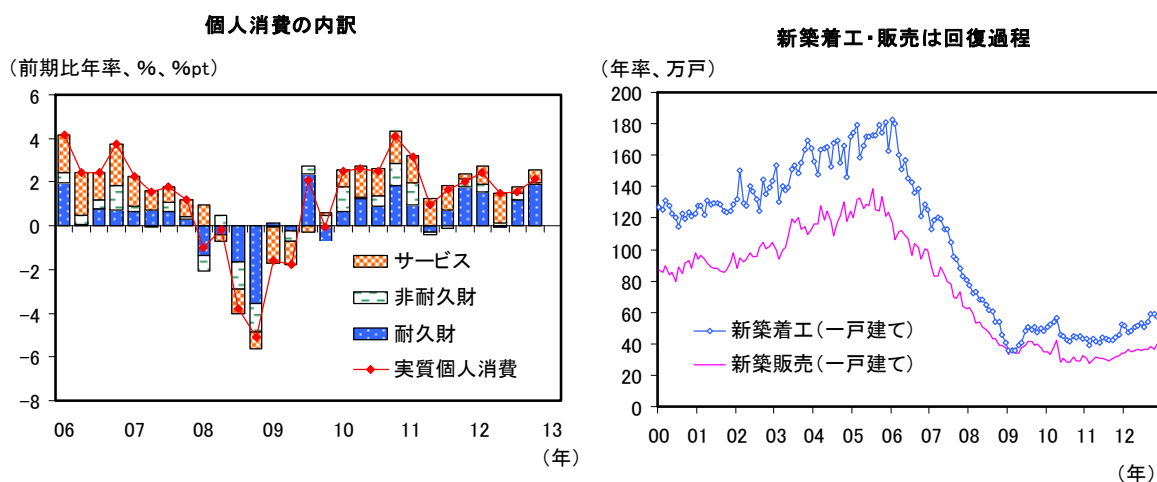 個人消費の内訳
（前期比年率、%、%pt）
6
4
2
0
−2
−4
−6
−8
サービス
非耐久財
耐久財
実質個人消費
06 07 08 09 10 11 12 13
（年）
新築着工・販売は回復過程
（年率、万戸）
200
180
160
140
120
100
80
60
40
20
0
新築着工（一戸建て）
新築販売（一戸建て）
00 01 02 03 04 05 06 07 08 09 10 11 12
（年）